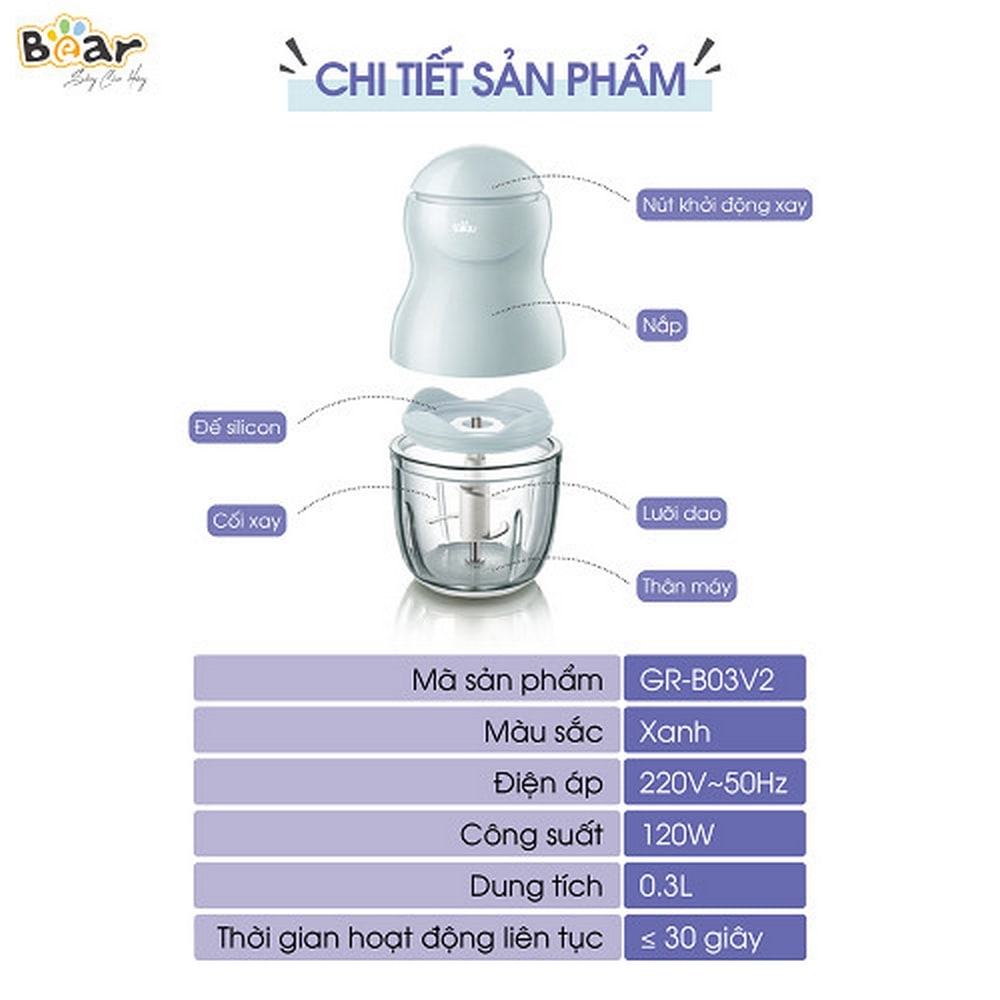 Bear
CHI TIẾT SẢN PHẨM
Nút khởi động xay
Nắp
Đế silicon
Cối xay
Lưỡi dao
Thân máy
Mã sản phẩm GR-B03V2
Màu sắc Xanh
Điện áp 220V~50Hz
Công suất 120W
Dung tích 0.3L
Thời gian hoạt động liên tục ≤ 30 giây